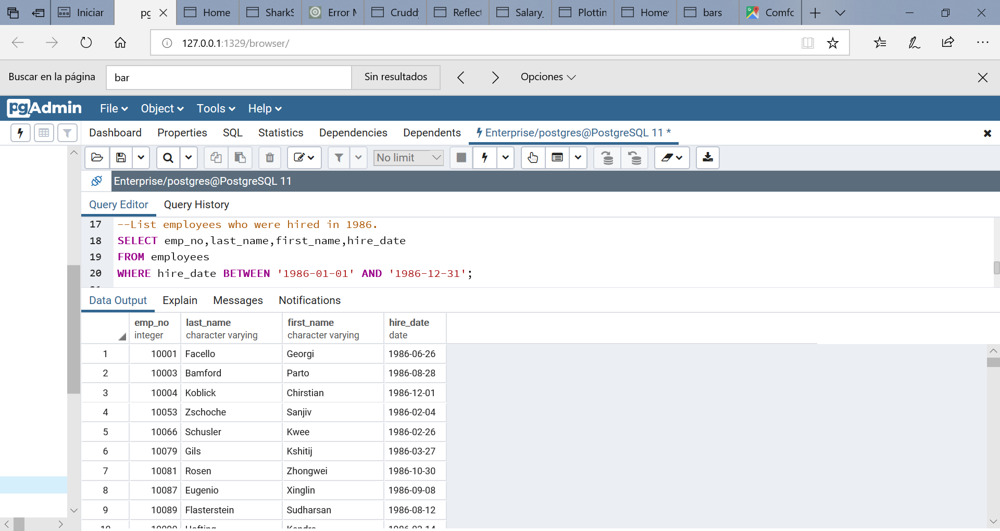 Iniciar pg Home Shark Error Crudd Reflect Salary_ Plottin Home bars Comfo
127.0.0.1:1329/browser/
Buscar en la página bar Sin resultados Opciones
pgAdmin File Object Tools Help
Dashboard Properties SQL Statistics Dependencies Dependents Enterprise/postgres@PostgreSQL 11 *
No limit
Enterprise/postgres@PostgreSQL 11
Query Editor Query History
17 --List employees who were hired in 1986.
18 SELECT emp_no,last_name,first_name,hire_date
19 FROM employees
20 WHERE hire_date BETWEEN '1986-01-01' AND '1986-12-31';
Data Output Explain Messages Notifications
emp_no last_name first_name hire_date
integer character varying character varying date
1 10001 Facello Georgi 1986-06-26
2 10003 Bamford Parto 1986-08-28
3 10004 Koblick Chirstian 1986-12-01
4 10053 Zschoche Sanjiv 1986-02-04
5 10066 Schusler Kwee 1986-02-26
6 10079 Gils Kshitij 1986-03-27
7 10081 Rosen Zhongwei 1986-10-30
8 10087 Eugenio Xinglin 1986-09-08
9 10089 Flasterstein Sudharsan 1986-08-12